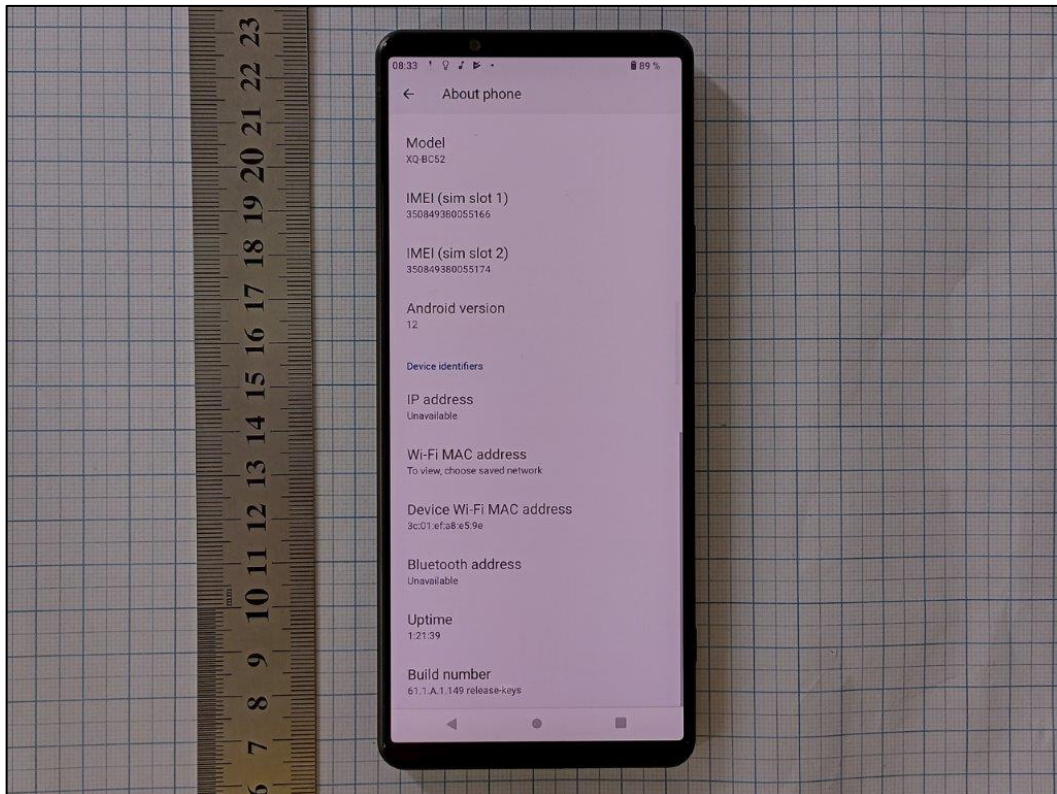 23
22
21
20
19
18
17
16
15
14
13
12
11
mm
10
9
8
7
6
08:33
89 %
About phone
Model
XQ-BC52
IMEI (sim slot 1)
350849380055166
IMEI (sim slot 2)
350849380055174
Android version
12
Device identifiers
IP address
Unavailable
Wi-Fi MAC address
To view, choose saved network
Device Wi-Fi MAC address
3c:01:ef:a8:e5:9e
Bluetooth address
Unavailable
Uptime
1:21:39
Build number
61.1.A.1.149 release-keys